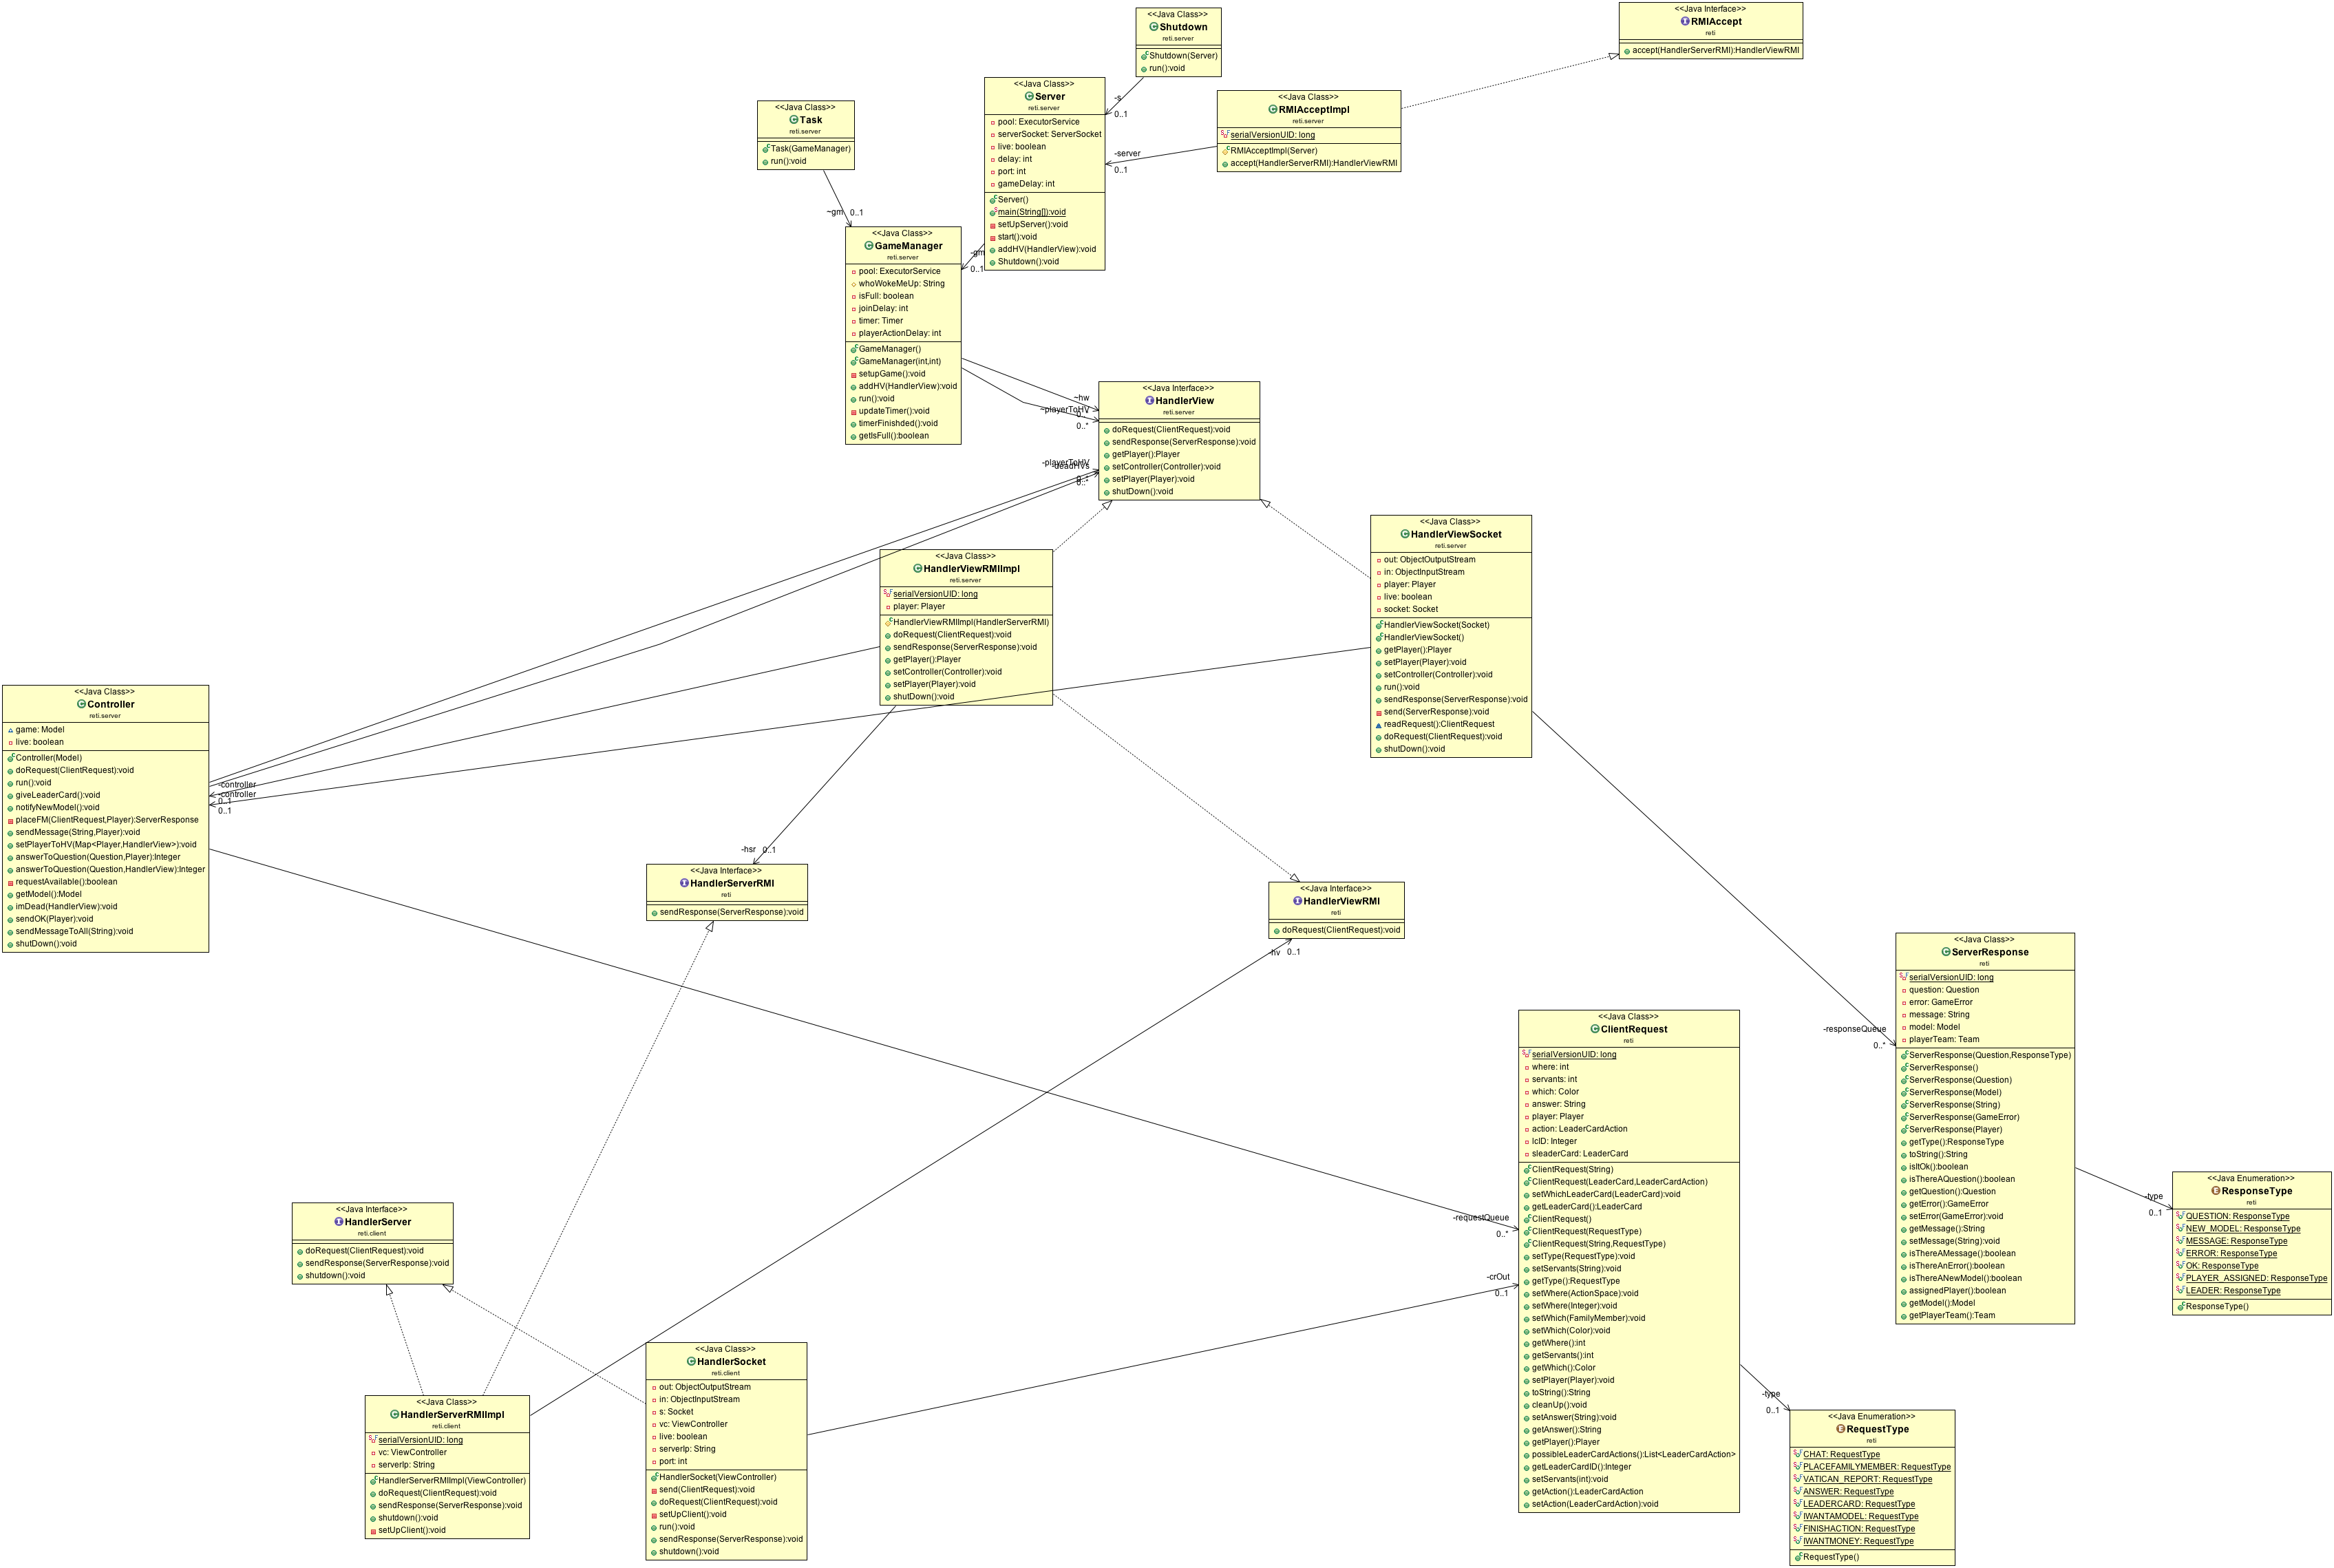 <<Java Class>>
Shutdown
reti.server
Shutdown(Server)
run():void
<<Java Interface>>
RMIAccept
reti
accept(HandlerServerRMI):HandlerViewRMI
<<Java Class>>
Server
reti.server
pool: ExecutorService
serverSocket: ServerSocket
live: boolean
delay: int
port: int
gameDelay: int
Server()
main(String[]):void
setUpServer():void
start():void
addHV(HandlerView):void
Shutdown():void
-s
0..1
<<Java Class>>
RMIAcceptImpl
reti.server
serialVersionUID: long
RMIAcceptImpl(Server)
accept(HandlerServerRMI):HandlerViewRMI
-server
0..1
<<Java Class>>
Task
reti.server
Task(GameManager)
run():void
~gm
0..1
<<Java Class>>
GameManager
reti.server
pool: ExecutorService
whoWokeMeUp: String
isFull: boolean
joinDelay: int
timer: Timer
playerActionDelay: int
GameManager()
GameManager(int,int)
setupGame():void
addHV(HandlerView):void
run():void
updateTimer():void
timerFinishded():void
getIsFull():boolean
-gm
0..1
<<Java Interface>>
HandlerView
reti.server
doRequest(ClientRequest):void
sendResponse(ServerResponse):void
getPlayer():Player
setController(Controller):void
setPlayer(Player):void
shutDown():void
~hw
~playerToHV
0..*
-playerToHV
-deadHVs
0..*
<<Java Class>>
HandlerViewRMIImpl
reti.server
serialVersionUID: long
player: Player
HandlerViewRMIImpl(HandlerServerRMI)
doRequest(ClientRequest):void
sendResponse(ServerResponse):void
getPlayer():Player
setController(Controller):void
setPlayer(Player):void
shutDown():void
<<Java Class>>
HandlerViewSocket
reti.server
out: ObjectOutputStream
in: ObjectInputStream
player: Player
live: boolean
socket: Socket
HandlerViewSocket(Socket)
HandlerViewSocket()
getPlayer():Player
setPlayer(Player):void
setController(Controller):void
run():void
sendResponse(ServerResponse):void
send(ServerResponse):void
readRequest():ClientRequest
doRequest(ClientRequest):void
shutDown():void
<<Java Class>>
Controller
reti.server
game: Model
live: boolean
Controller(Model)
doRequest(ClientRequest):void
run():void
giveLeaderCard():void
notifyNewModel():void
placeFM(ClientRequest,Player):ServerResponse
sendMessage(String,Player):void
setPlayerToHV(Map<Player,HandlerView>):void
answerToQuestion(Question,Player):Integer
answerToQuestion(Question,HandlerView):Integer
requestAvailable():boolean
getModel():Model
imDead(HandlerView):void
sendOK(Player):void
sendMessageToAll(String):void
shutDown():void
-controller
-controller
0..1
0..1
-hsr
0..1
<<Java Interface>>
HandlerServerRMI
reti
sendResponse(ServerResponse):void
<<Java Interface>>
HandlerViewRMI
reti
doRequest(ClientRequest):void
-hv
0..1
<<Java Class>>
ServerResponse
reti
serialVersionUID: long
question: Question
error: GameError
message: String
model: Model
playerTeam: Team
ServerResponse(Question,ResponseType)
ServerResponse()
ServerResponse(Question)
ServerResponse(Model)
ServerResponse(String)
ServerResponse(GameError)
ServerResponse(Player)
getType():ResponseType
toString():String
isItOk():boolean
isThereAQuestion():boolean
getQuestion():Question
getError():GameError
setError(GameError):void
getMessage():String
setMessage(String):void
isThereAMessage():boolean
isThereAnError():boolean
isThereANewModel():boolean
assignedPlayer():boolean
getModel():Model
getPlayerTeam():Team
-responseQueue
0..*
<<Java Class>>
ClientRequest
reti
serialVersionUID: long
where: int
servants: int
which: Color
answer: String
player: Player
action: LeaderCardAction
lcID: Integer
sleaderCard: LeaderCard
ClientRequest(String)
ClientRequest(LeaderCard,LeaderCardAction)
setWhichLeaderCard(LeaderCard):void
getLeaderCard():LeaderCard
ClientRequest()
ClientRequest(RequestType)
ClientRequest(String,RequestType)
setType(RequestType):void
setServants(String):void
getType():RequestType
setWhere(ActionSpace):void
setWhere(Integer):void
setWhich(FamilyMember):void
setWhich(Color):void
getWhere():int
getServants():int
getWhich():Color
setPlayer(Player):void
toString():String
cleanUp():void
setAnswer(String):void
getAnswer():String
getPlayer():Player
possibleLeaderCardActions():List<LeaderCardAction>
getLeaderCardID():Integer
setServants(int):void
getAction():LeaderCardAction
setAction(LeaderCardAction):void
-requestQueue
0..*
-crOut
0..1
-type
0..1
<<Java Enumeration>>
ResponseType
reti
QUESTION: ResponseType
NEW_MODEL: ResponseType
MESSAGE: ResponseType
ERROR: ResponseType
OK: ResponseType
PLAYER_ASSIGNED: ResponseType
LEADER: ResponseType
ResponseType()
<<Java Interface>>
HandlerServer
reti.client
doRequest(ClientRequest):void
sendResponse(ServerResponse):void
shutdown():void
<<Java Class>>
HandlerServerRMIImpl
reti.client
serialVersionUID: long
vc: ViewController
serverIp: String
HandlerServerRMIImpl(ViewController)
doRequest(ClientRequest):void
sendResponse(ServerResponse):void
shutdown():void
setUpClient():void
<<Java Class>>
HandlerSocket
reti.client
out: ObjectOutputStream
in: ObjectInputStream
s: Socket
vc: ViewController
live: boolean
serverIp: String
port: int
HandlerSocket(ViewController)
send(ClientRequest):void
doRequest(ClientRequest):void
setUpClient():void
run():void
sendResponse(ServerResponse):void
shutdown():void
-type
0..1
<<Java Enumeration>>
RequestType
reti
CHAT: RequestType
PLACEFAMILYMEMBER: RequestType
VATICAN_REPORT: RequestType
ANSWER: RequestType
LEADERCARD: RequestType
IWANTAMODEL: RequestType
FINISHACTION: RequestType
IWANTMONEY: RequestType
RequestType()